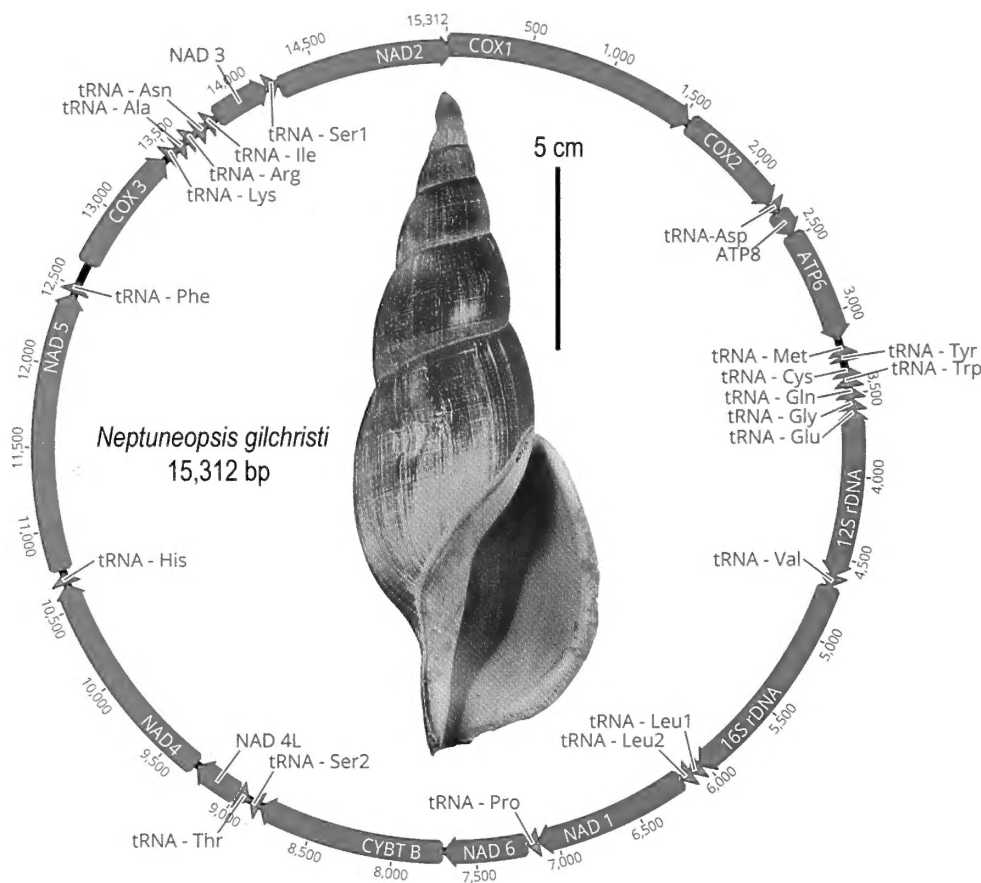 15,312
COX1
500
1,000
1,500
COX2
2,000
tRNA-Asp
ATP8
2,500
ATP6
3,000
tRNA - Met
tRNA - Tyr
tRNA - Cys
tRNA - Trp
tRNA - Gln
3,500
tRNA - Gly
tRNA - Glu
12S rDNA
4,000
tRNA - Val
4,500
16S rDNA
5,000
5,500
tRNA - Leu1
tRNA - Leu2
6,000
NAD 1
6,500
7,000
tRNA - Pro
NAD 6
7,500
CYBT B
8,000
8,500
tRNA - Ser2
tRNA - Thr
9,000
NAD 4L
9,500
NAD4
10,000
10,500
tRNA - His
11,000
NAD 5
11,500
12,000
tRNA - Phe
12,500
COX 3
13,000
13,500
tRNA - Lys
tRNA - Arg
tRNA - Ala
tRNA - Asn
tRNA - Ile
NAD 3
14,000
tRNA - Ser1
14,500
NAD2
5 cm
Neptuneopsis gilchristi
15,312 bp